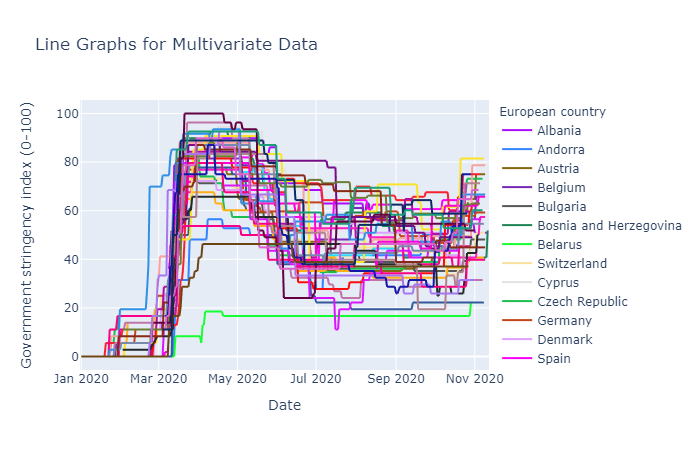 Line Graphs for Multivariate Data
Government stringency index (0-100)
100
80
60
40
20
0
Jan 2020
Mar 2020
May 2020
Jul 2020
Sep 2020
Nov 2020
Date
European country
Albania
Andorra
Austria
Belgium
Bulgaria
Bosnia and Herzegovina
Belarus
Switzerland
Cyprus
Czech Republic
Germany
Denmark
Spain